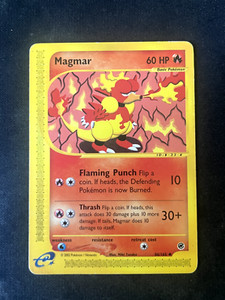 Magmar 60 HP
Basic Pokémon
Flaming Punch Flip a
coin. If heads, the Defending
Pokémon is now Burned.
10
Thrash Flip a coin. If heads, this
attack does 10 damage plus 10 more
damage. If tails, Magmar does 10
damage to itself.
30+
weakness resistance retreat cost
e